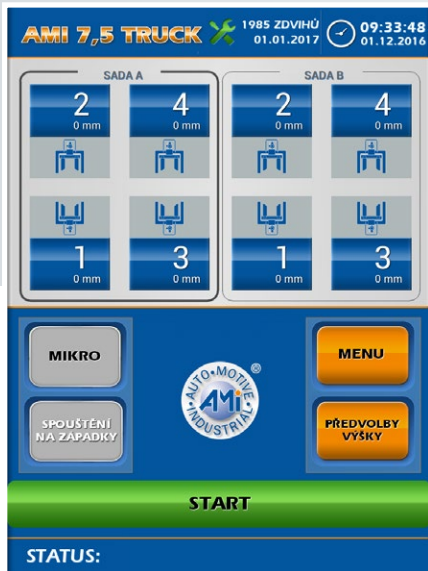 AMI 7,5 TRUCK
1985 ZDVIHŮ
01.01.2017
09:33:48
01.12.2016
SADA A
SADA B
2
0 mm
4
0 mm
2
0 mm
4
0 mm
1
0 mm
3
0 mm
1
0 mm
3
0 mm
MIKRO
MENU
AUTO-MOTIVE
AMi
INDUSTRIAL
®
SPOUŠTĚNÍ
NA ZÁPADKY
PŘEDVOLBY
VÝŠKY
START
STATUS: